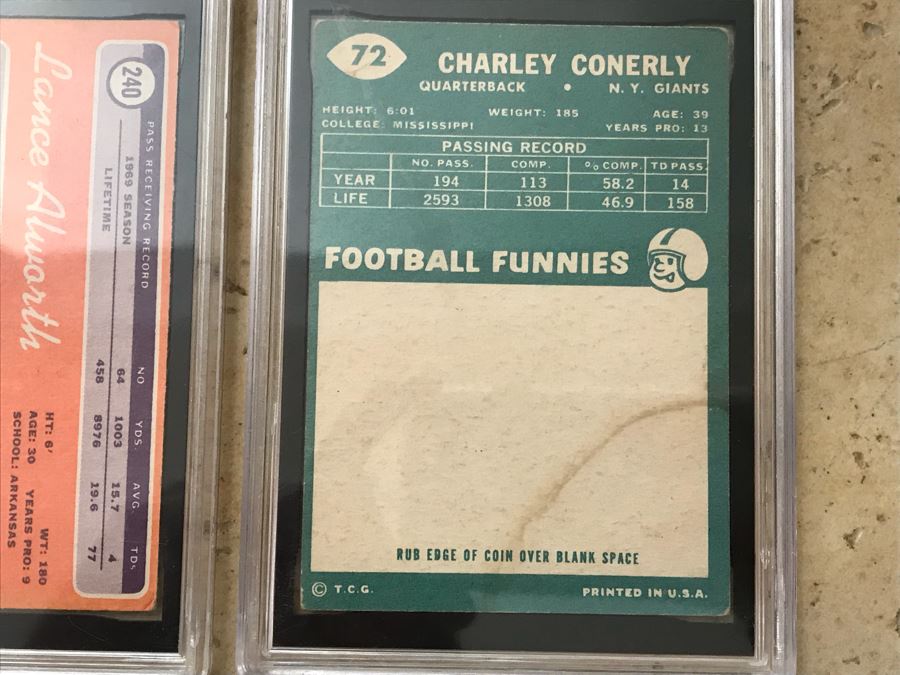 Lance Alworth
240
PASS RECEIVING RECORD NO YDS. AVG. TDS
1969 SEASON 64 1003 15.7 4
LIFETIME 458 8976 19.6 77
HT: 6' WT: 180
AGE: 30 YEARS PRO: 9
SCHOOL: ARKANSAS
72
CHARLEY CONERLY
QUARTERBACK • N. Y. GIANTS
HEIGHT: 6:01 WEIGHT: 185 AGE: 39
COLLEGE: MISSISSIPPI YEARS PRO: 13
PASSING RECORD
NO. PASS. COMP. % COMP. TD PASS.
YEAR 194 113 58.2 14
LIFE 2593 1308 46.9 158
FOOTBALL FUNNIES
RUB EDGE OF COIN OVER BLANK SPACE
© T.C.G. PRINTED IN U.S.A.